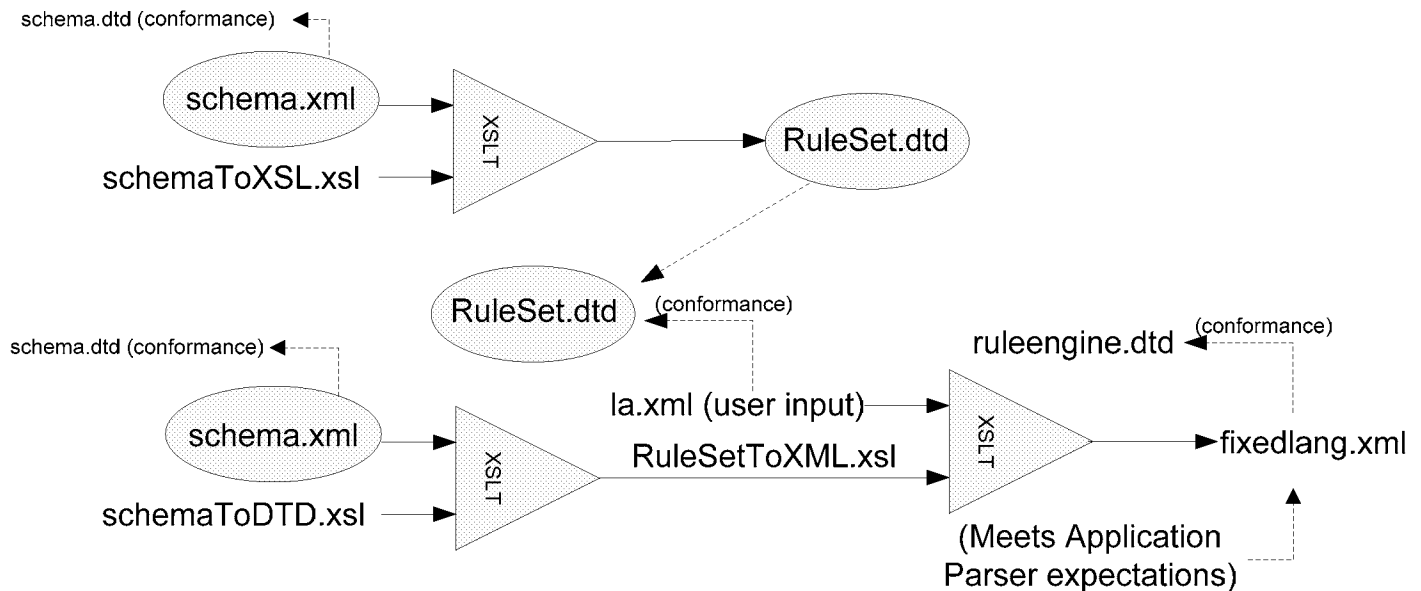 schema.dtd (conformance)
schema.xml
XSLT
RuleSet.dtd
schemaToXSL.xsl
RuleSet.dtd
(conformance)
schema.dtd (conformance)
ruleengine.dtd
(conformance)
la.xml (user input)
schema.xml
XSLT
RuleSetToXML.xsl
XSLT
fixedlang.xml
schemaToDTD.xsl
(Meets Application
Parser expectations)